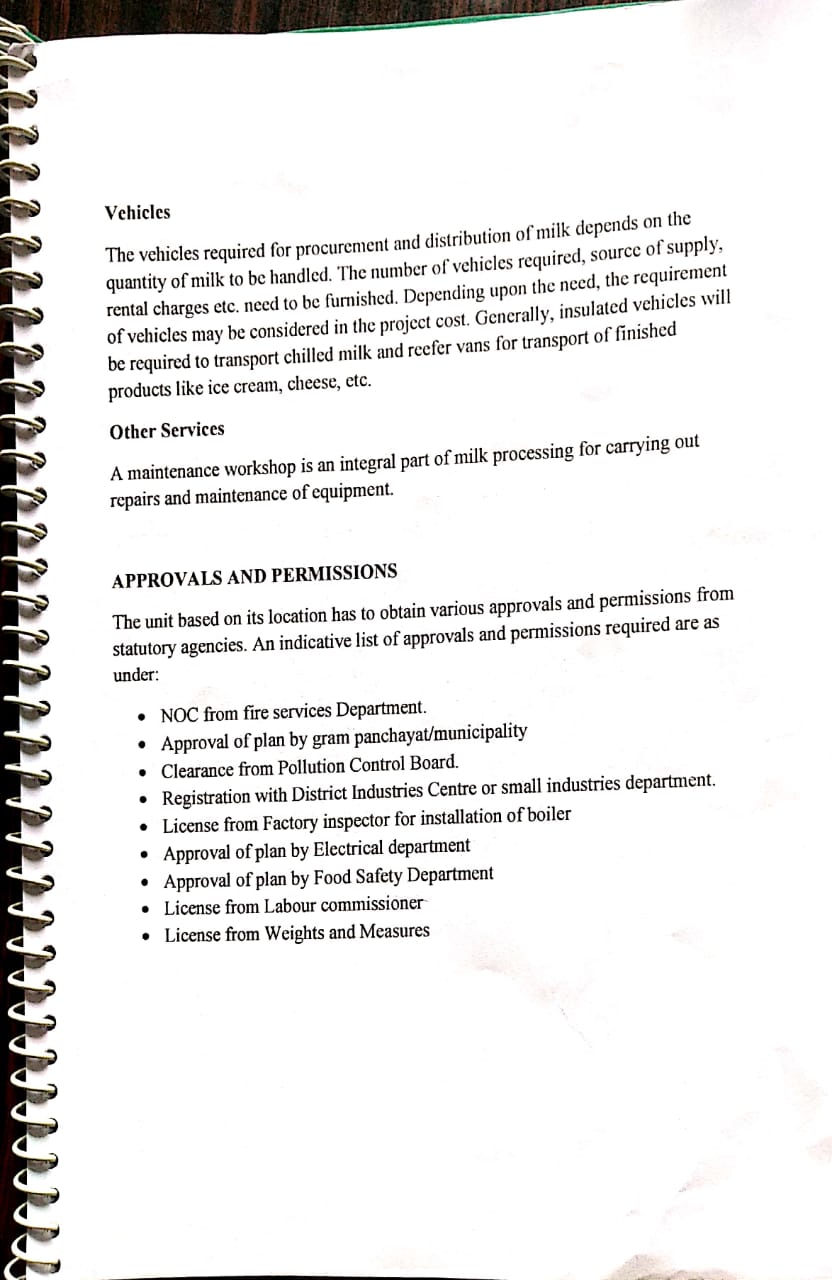 Vehicles
The vehicles required for procurement and distribution of milk depends on the
quantity of milk to be handled. The number of vehicles required, source of supply,
rental charges etc. need to be furnished. Depending upon the need, the requirement
of vehicles may be considered in the project cost. Generally, insulated vehicles will
be required to transport chilled milk and reefer vans for transport of finished
products like ice cream, cheese, etc.
Other Services
A maintenance workshop is an integral part of milk processing for carrying out
repairs and maintenance of equipment.
APPROVALS AND PERMISSIONS
The unit based on its location has to obtain various approvals and permissions from
statutory agencies. An indicative list of approvals and permissions required are as
under:
• NOC from fire services Department.
• Approval of plan by gram panchayat/municipality
• Clearance from Pollution Control Board.
• Registration with District Industries Centre or small industries department.
• License from Factory inspector for installation of boiler
• Approval of plan by Electrical department
• Approval of plan by Food Safety Department
• License from Labour commissioner
• License from Weights and Measures